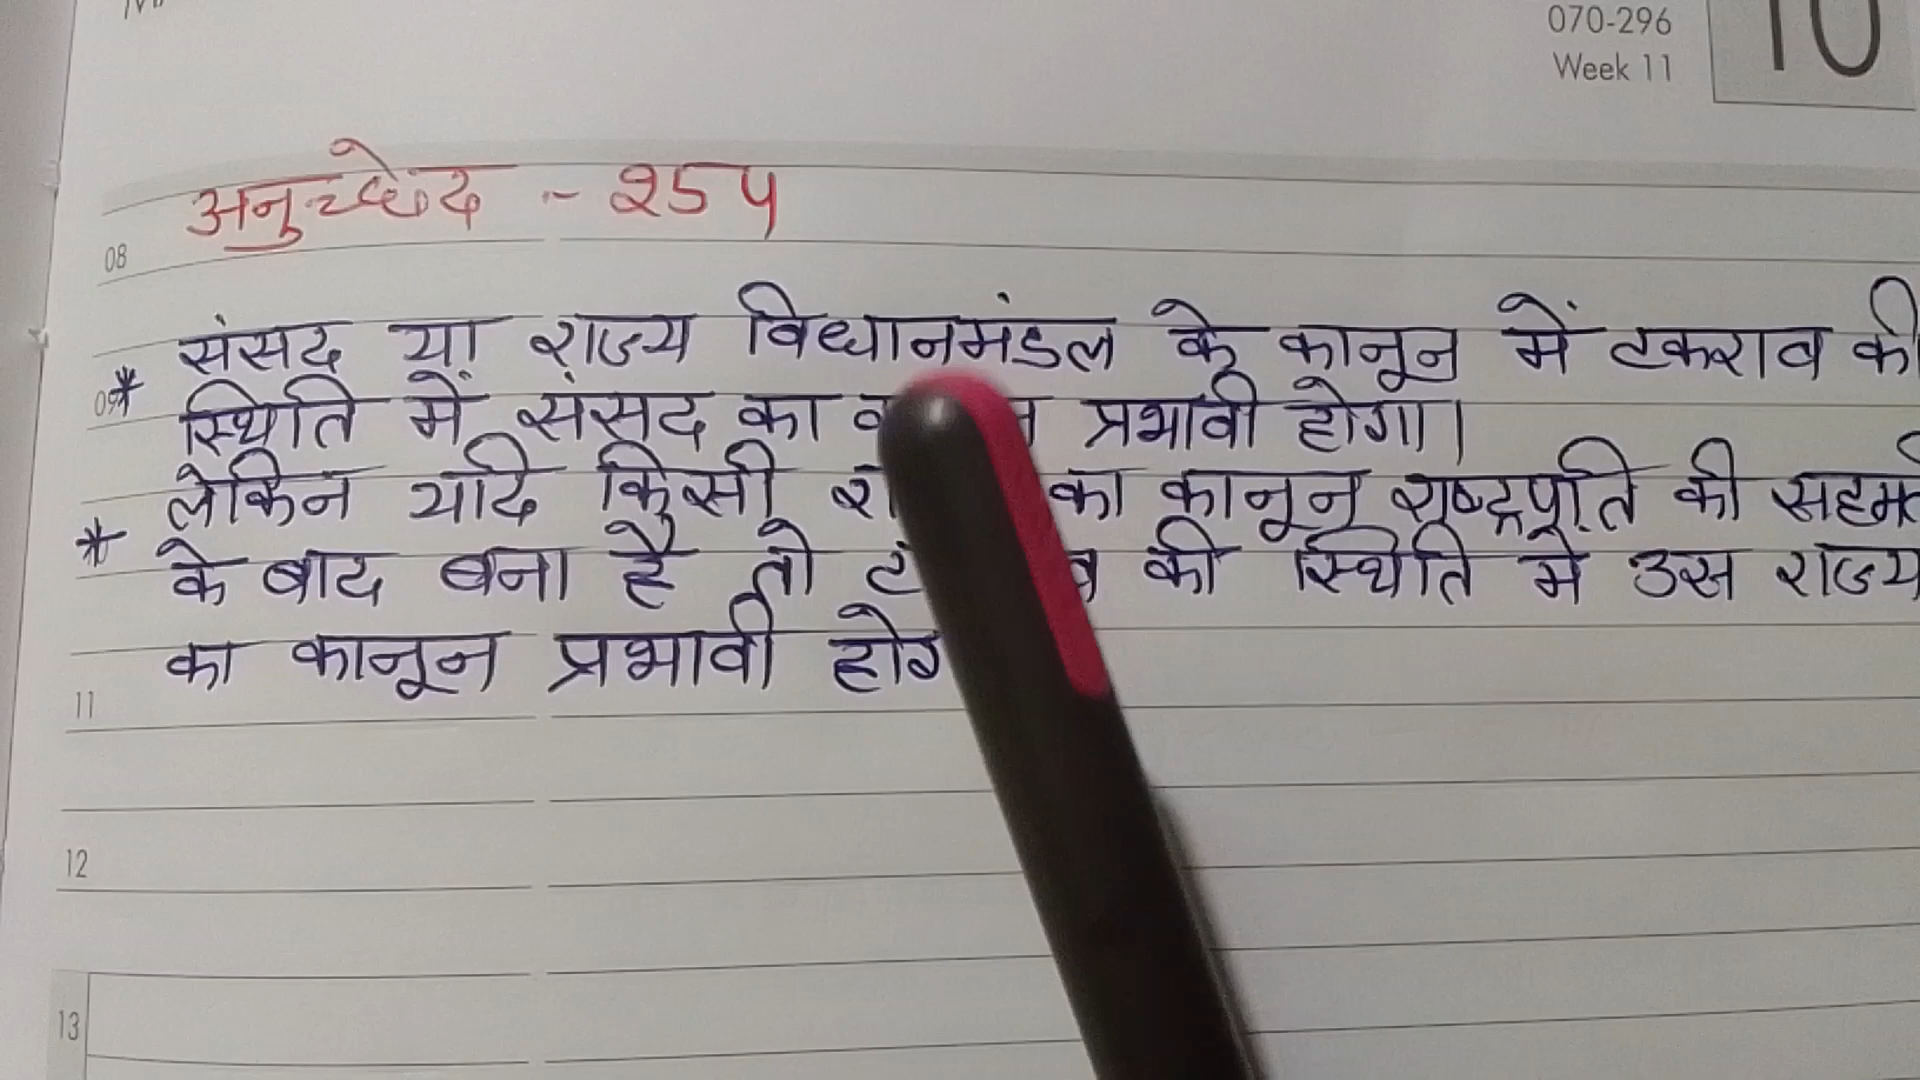 070-296
Week 11
10
अनुच्छेद - 254
08
संसद या राज्य विधानमंडल के कानून में टकराव की
09 * स्थिति में संसद का प्रभावी होगा।
लेकिन यदि किसी का कानून राष्ट्रपति की
* के बाद बना है तो की स्थिति मे उस राज्य
का कानून प्रभावी
11
12
13